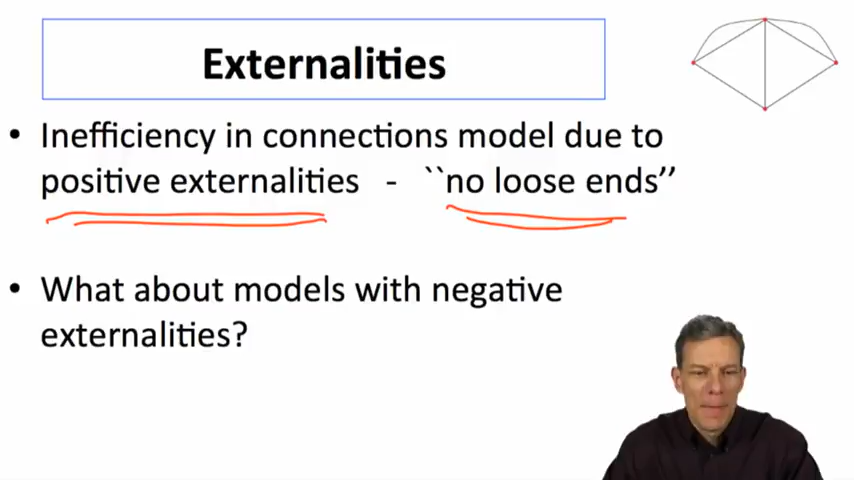 Externalities
• Inefficiency in connections model due to
positive externalities - ``no loose ends’’
• What about models with negative
externalities?